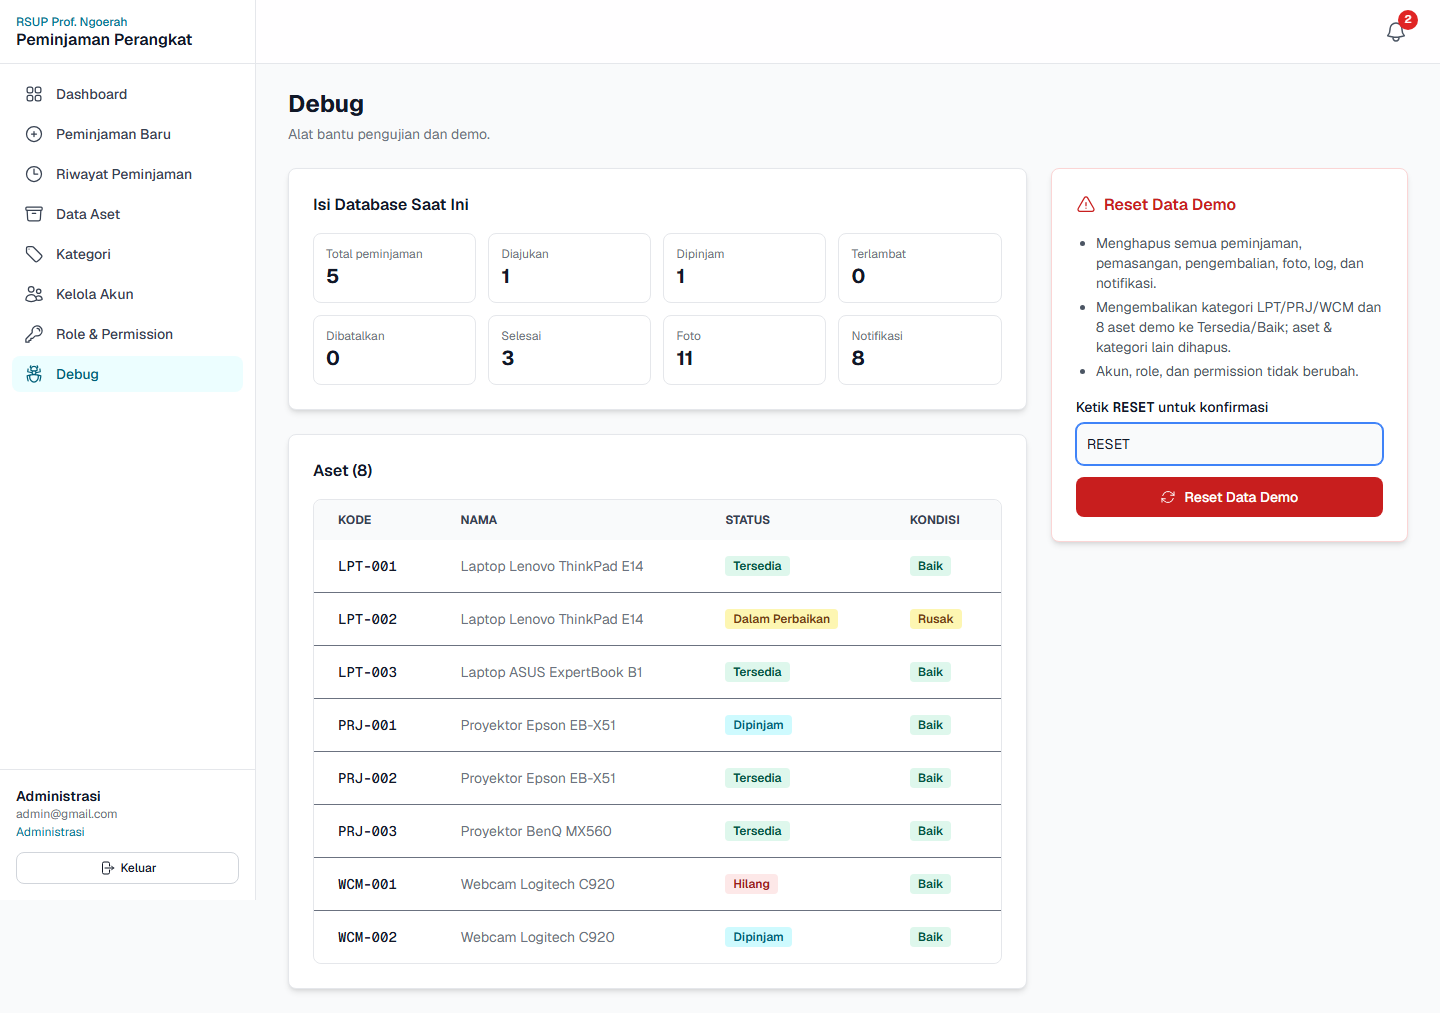 RSUP Prof. Ngoerah
Peminjaman Perangkat
2
Dashboard
Peminjaman Baru
Riwayat Peminjaman
Data Aset
Kategori
Kelola Akun
Role & Permission
Debug
Administrasi
admin@gmail.com
Administrasi
Keluar
Debug
Alat bantu pengujian dan demo.
Isi Database Saat Ini
Total peminjaman
5
Diajukan
1
Dipinjam
1
Terlambat
0
Dibatalkan
0
Selesai
3
Foto
11
Notifikasi
8
Aset (8)
KODE NAMA STATUS KONDISI
LPT-001 Laptop Lenovo ThinkPad E14 Tersedia Baik
LPT-002 Laptop Lenovo ThinkPad E14 Dalam Perbaikan Rusak
LPT-003 Laptop ASUS ExpertBook B1 Tersedia Baik
PRJ-001 Proyektor Epson EB-X51 Dipinjam Baik
PRJ-002 Proyektor Epson EB-X51 Tersedia Baik
PRJ-003 Proyektor BenQ MX560 Tersedia Baik
WCM-001 Webcam Logitech C920 Hilang Baik
WCM-002 Webcam Logitech C920 Dipinjam Baik
Reset Data Demo
• Menghapus semua peminjaman,
pemasangan, pengembalian, foto, log, dan
notifikasi.
• Mengembalikan kategori LPT/PRJ/WCM dan
8 aset demo ke Tersedia/Baik; aset &
kategori lain dihapus.
• Akun, role, dan permission tidak berubah.
Ketik RESET untuk konfirmasi
RESET
Reset Data Demo